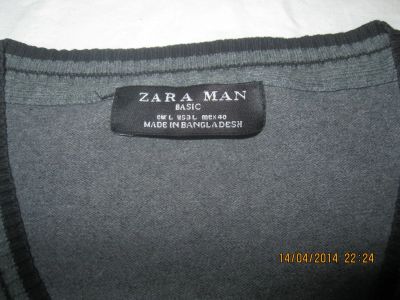 ZARA MAN
BASIC
EUR L USA L MEX 40
MADE IN BANGLADESH
14/04/2014 22:24